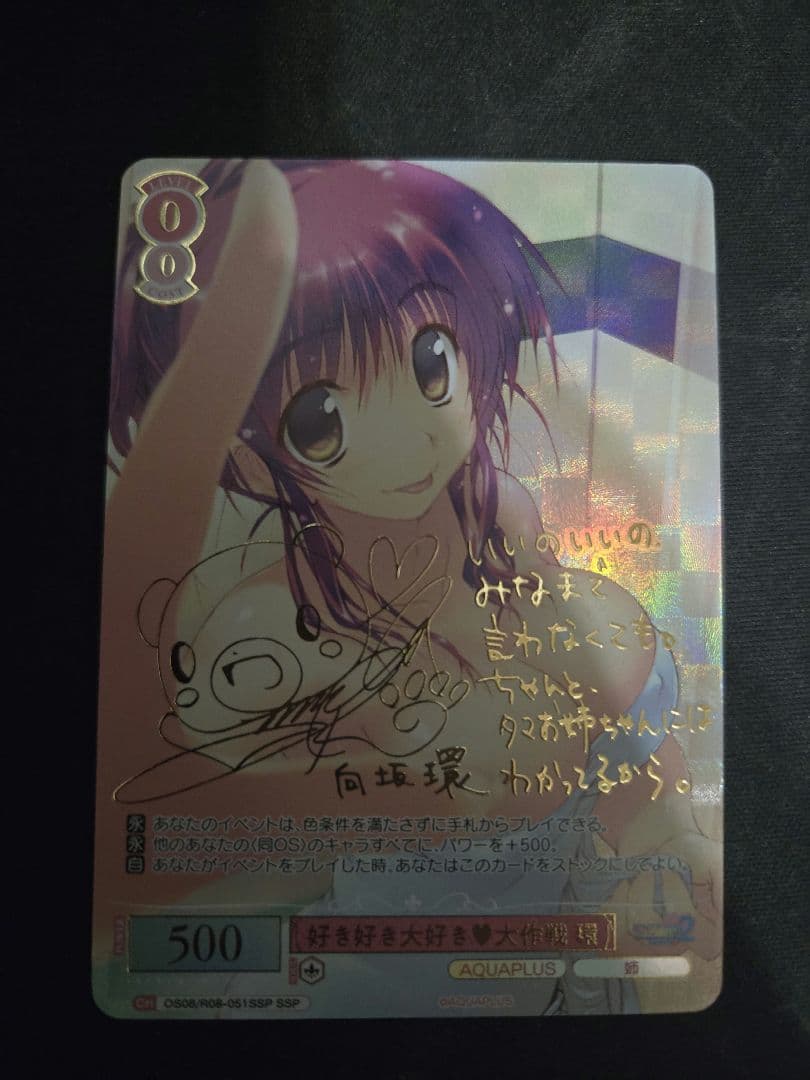 LEVEL
0
0
COST
いいのいいの、
みなまで
言わなくても。
ちゃんと、
タマお姉ちゃんには
わかってるから。
向坂環
永 あなたのイベントは、色条件を満たさずに手札からプレイできる。
永 他のあなたの《同OS》のキャラすべてに、パワーを+500。
自 あなたがイベントをプレイした時、あなたはこのカードをストックにしてよい。
500
好き好き大好き♥大作戦 環
AQUAPLUS
姉
CH
OS08/R08-051SSP SSP
©AQUAPLUS